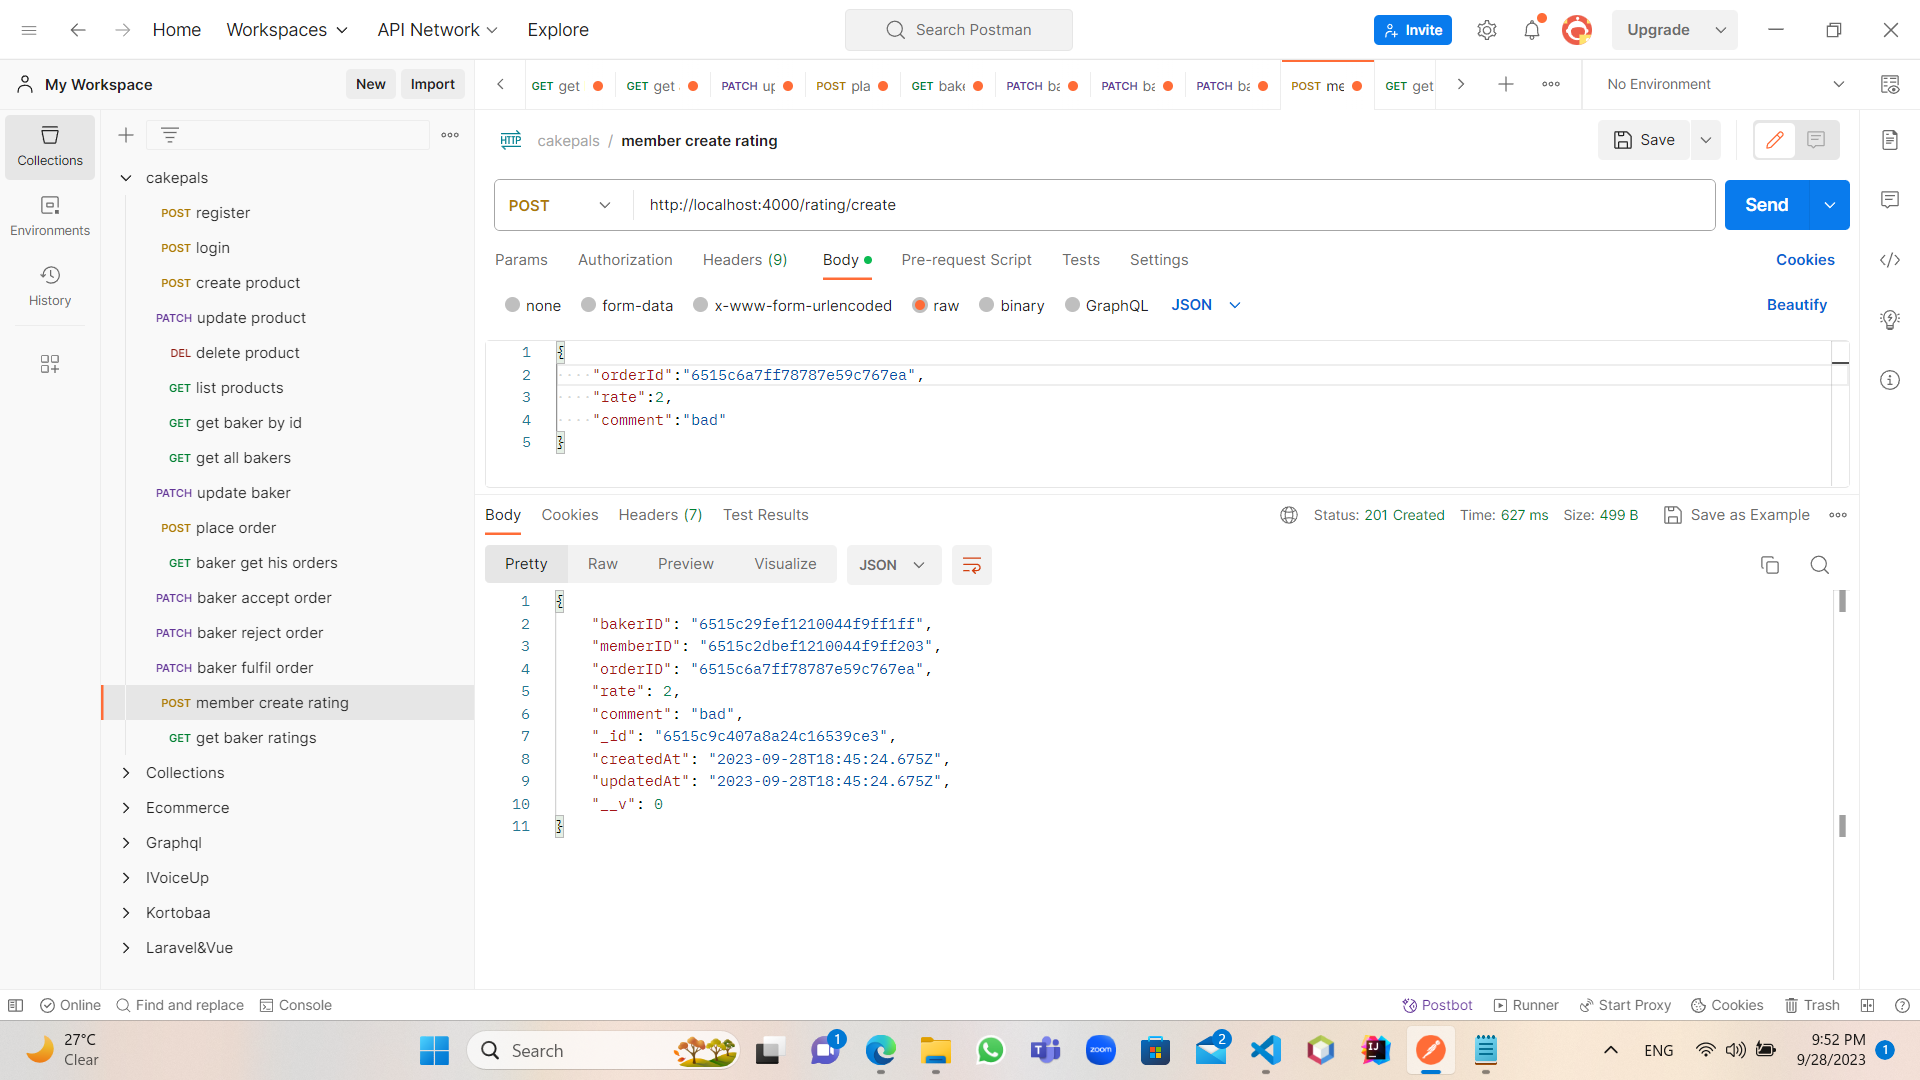 Home Workspaces API Network Explore Search Postman Invite Upgrade
My Workspace New Import GET get GET get PATCH up POST pla GET bake PATCH ba PATCH ba PATCH ba POST me GET get No Environment
Collections
Environments
History
cakepals
POST register
POST login
POST create product
PATCH update product
DEL delete product
GET list products
GET get baker by id
GET get all bakers
PATCH update baker
POST place order
GET baker get his orders
PATCH baker accept order
PATCH baker reject order
PATCH baker fulfil order
POST member create rating
GET get baker ratings
Collections
Ecommerce
Graphql
IVoiceUp
Kortobaa
Laravel&Vue
HTTP cakepals / member create rating Save
POST http://localhost:4000/rating/create Send
Params Authorization Headers (9) Body Pre-request Script Tests Settings Cookies
none form-data x-www-form-urlencoded raw binary GraphQL JSON Beautify
1 {
2 "orderId":"6515c6a7ff78787e59c767ea",
3 "rate":2,
4 "comment":"bad"
5 }
Body Cookies Headers (7) Test Results Status: 201 Created Time: 627 ms Size: 499 B Save as Example
Pretty Raw Preview Visualize JSON
1 {
2 "bakerID": "6515c29fef1210044f9ff1ff",
3 "memberID": "6515c2dbef1210044f9ff203",
4 "orderID": "6515c6a7ff78787e59c767ea",
5 "rate": 2,
6 "comment": "bad",
7 "_id": "6515c9c407a8a24c16539ce3",
8 "createdAt": "2023-09-28T18:45:24.675Z",
9 "updatedAt": "2023-09-28T18:45:24.675Z",
10 "__v": 0
11 }
Online Find and replace Console Postbot Runner Start Proxy Cookies Trash
27°C
Clear
Search
1
zoom
2
ENG
9:52 PM
9/28/2023
1